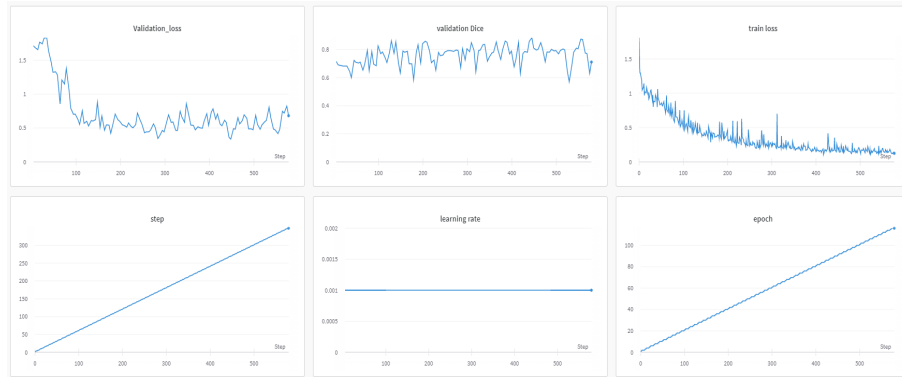 Validation_loss
1.5
1
0.5
0
100 200 300 400 500
Step
validation Dice
0.8
0.6
0.4
0.2
0
100 200 300 400 500
Step
train loss
1.5
1
0.5
0
0 100 200 300 400 500
Step
step
300
250
200
150
100
50
0
0 100 200 300 400 500
Step
learning rate
0.002
0.0015
0.001
0.0005
0
100 200 300 400 500
Step
epoch
100
80
60
40
20
0
0 100 200 300 400 500
Step